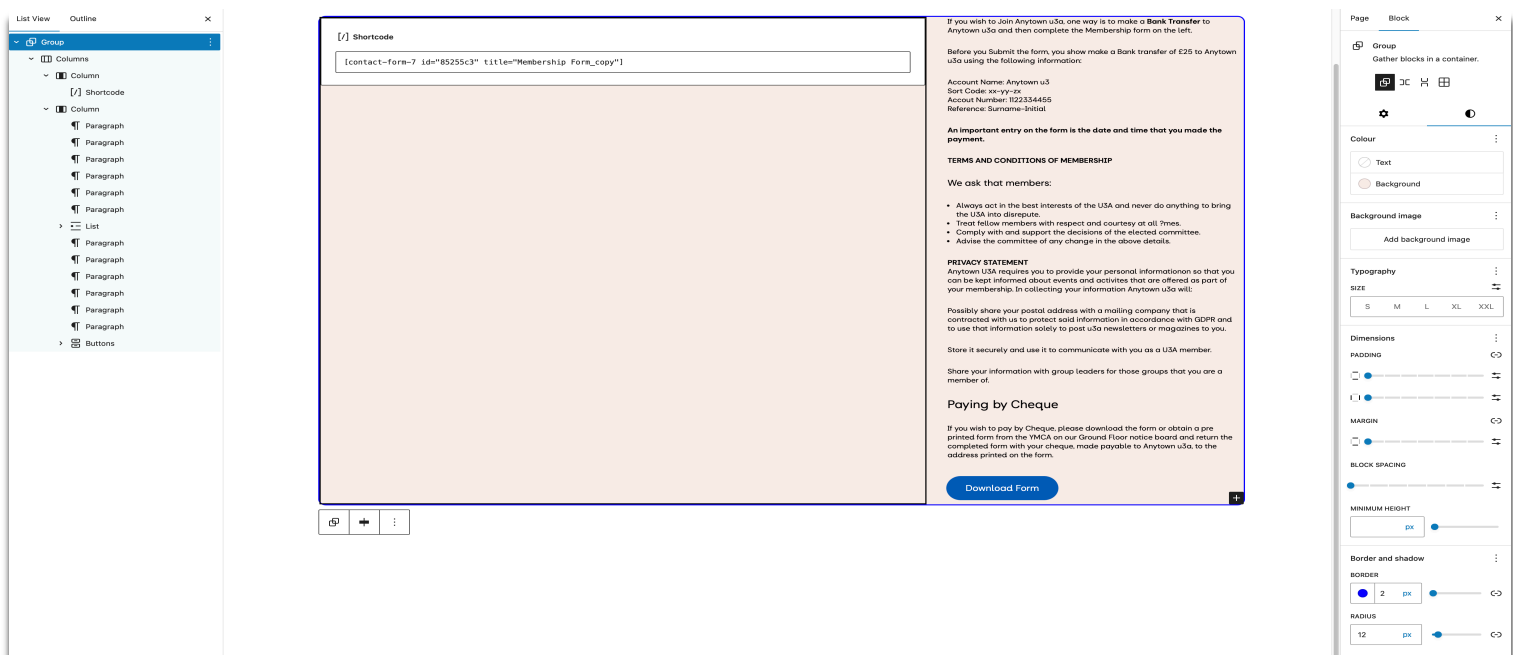 List View
Outline
Group
Columns
Column
[/] Shortcode
Column
Paragraph
Paragraph
Paragraph
Paragraph
Paragraph
Paragraph
List
Paragraph
Paragraph
Paragraph
Paragraph
Paragraph
Paragraph
Buttons
[/] Shortcode
[contact-form-7 id="85255c3" title="Membership Form_copy"]
If you wish to Join Anytown u3a, one way is to make a Bank Transfer to
Anytown u3a and then complete the Membership form on the left.
Before you Submit the form, you show make a Bank transfer of £25 to Anytown
u3a using the following information:
Account Name: Anytown u3
Sort Code: xx-yy-zx
Accout Number: 1122334455
Reference: Surname-Initial
An important entry on the form is the date and time that you made the
payment.
TERMS AND CONDITIONS OF MEMBERSHIP
We ask that members:
• Always act in the best interests of the U3A and never do anything to bring
the U3A into disrepute.
• Treat fellow members with respect and courtesy at all ?mes.
• Comply with and support the decisions of the elected committee.
• Advise the committee of any change in the above details.
PRIVACY STATEMENT
Anytown U3A requires you to provide your personal informationon so that you
can be kept informed about events and activites that are offered as part of
your membership. In collecting your information Anytown u3a will:
Possibly share your postal address with a mailing company that is
contracted with us to protect said information in accordance with GDPR and
to use that information solely to post u3a newsletters or magazines to you.
Store it securely and use it to communicate with you as a U3A member.
Share your information with group leaders for those groups that you are a
member of.
Paying by Cheque
If you wish to pay by Cheque, please download the form or obtain a pre
printed form from the YMCA on our Ground Floor notice board and return the
completed form with your cheque, made payable to Anytown u3a, to the
address printed on the form.
Download Form
Page
Block
Group
Gather blocks in a container.
Colour
Text
Background
Background image
Add background image
Typography
SIZE
S M L XL XXL
Dimensions
PADDING
MARGIN
BLOCK SPACING
MINIMUM HEIGHT
px
Border and shadow
BORDER
2 px
RADIUS
12 px